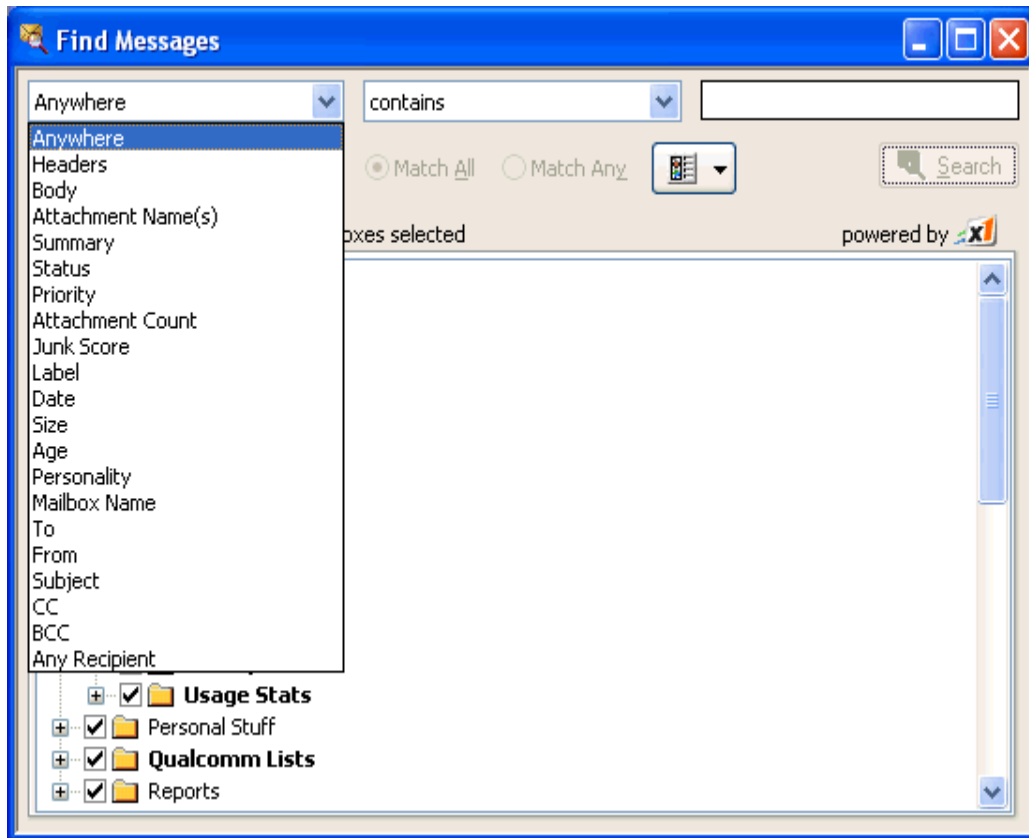 Find Messages
Anywhere contains
Anywhere
Headers
Body
Attachment Name(s)
Summary
Status
Priority
Attachment Count
Junk Score
Label
Date
Size
Age
Personality
Mailbox Name
To
From
Subject
CC
BCC
Any Recipient
Match All Match Any Search
oxes selected powered by x1
Usage Stats
Personal Stuff
Qualcomm Lists
Reports